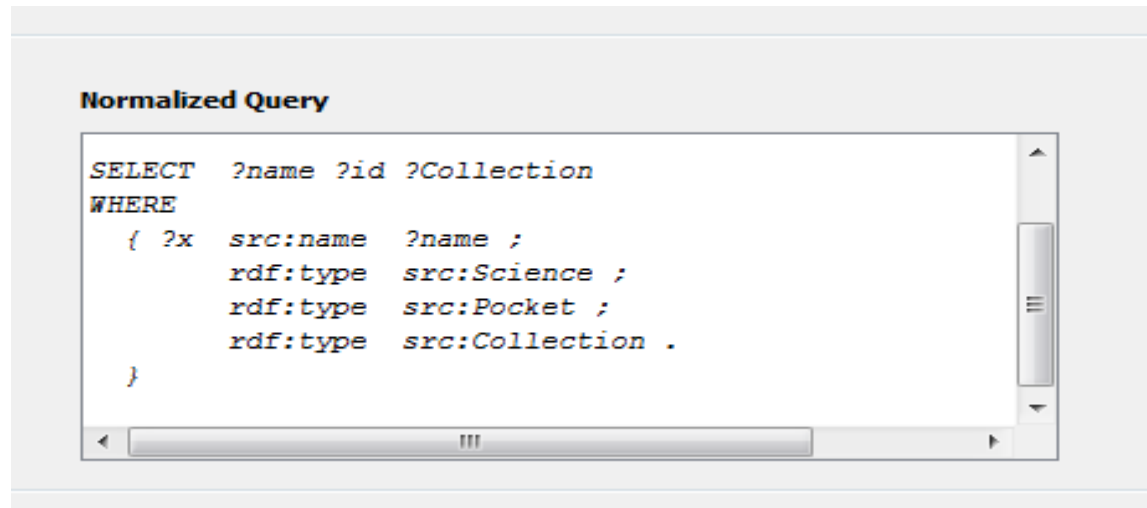 Normalized Query
SELECT  ?name ?id ?Collection
WHERE
  { ?x  src:name  ?name ;
        rdf:type  src:Science ;
        rdf:type  src:Pocket ;
        rdf:type  src:Collection .
  }